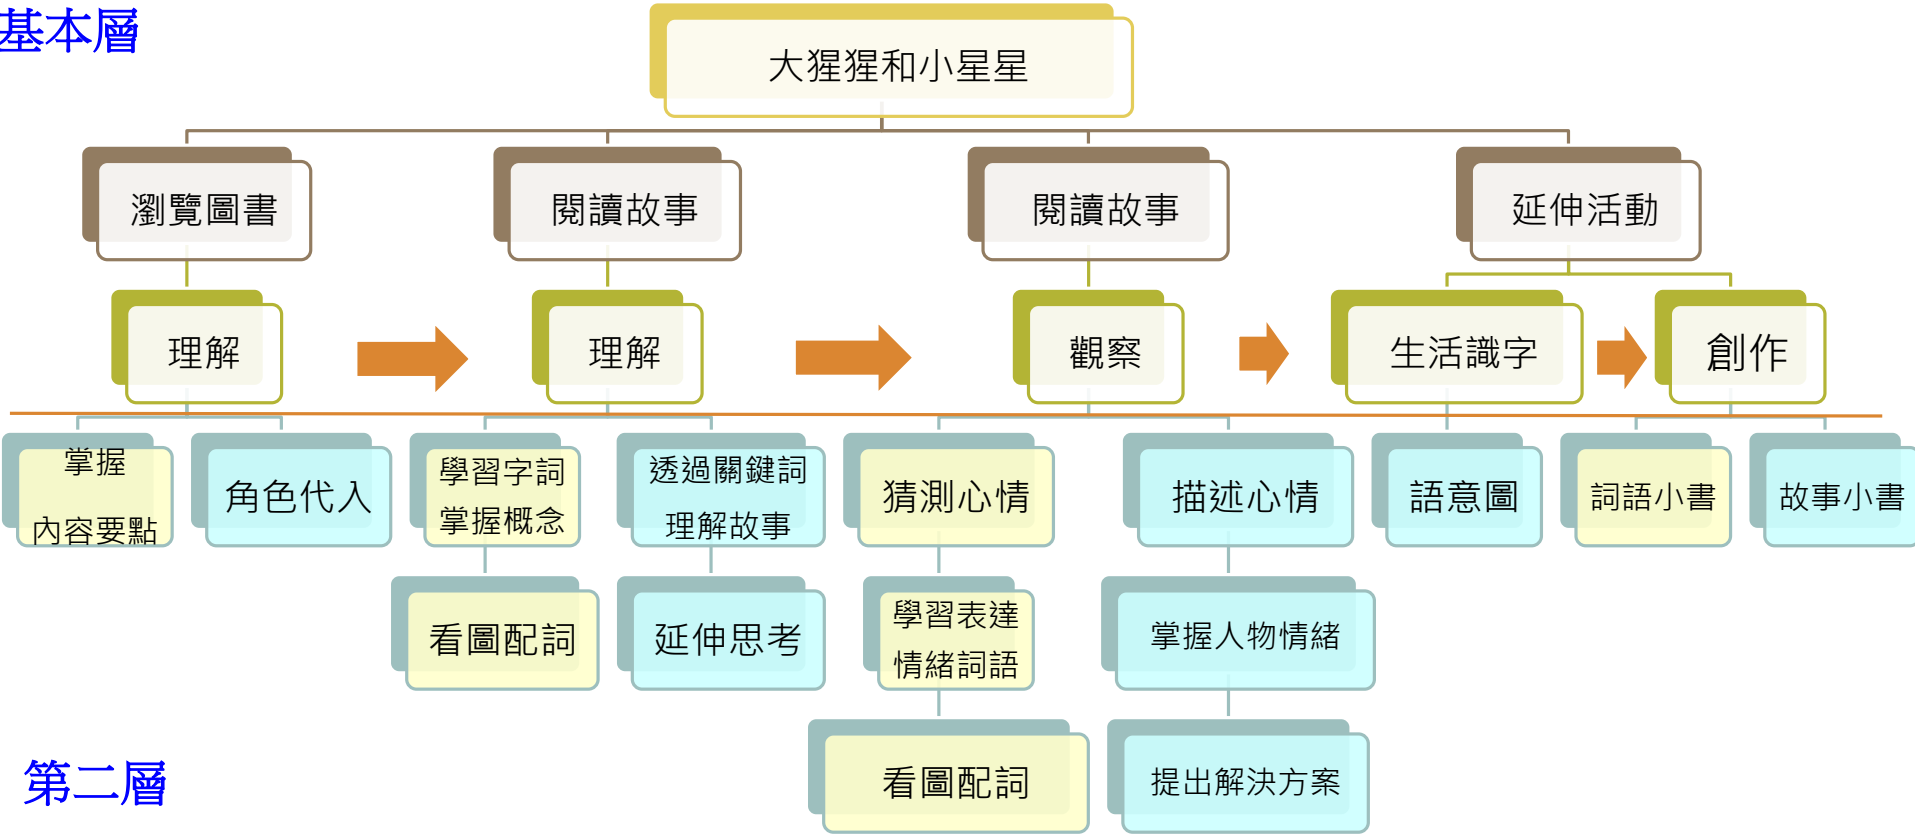 基本層
大猩猩和小星星
瀏覽圖書
閱讀故事
閱讀故事
延伸活動
理解
理解
觀察
生活識字
創作
掌握
內容要點
角色代入
學習字詞
掌握概念
透過關鍵詞
理解故事
猜測心情
描述心情
語意圖
詞語小書
故事小書
看圖配詞
延伸思考
學習表達
情緒詞語
掌握人物情緒
看圖配詞
提出解決方案
第二層